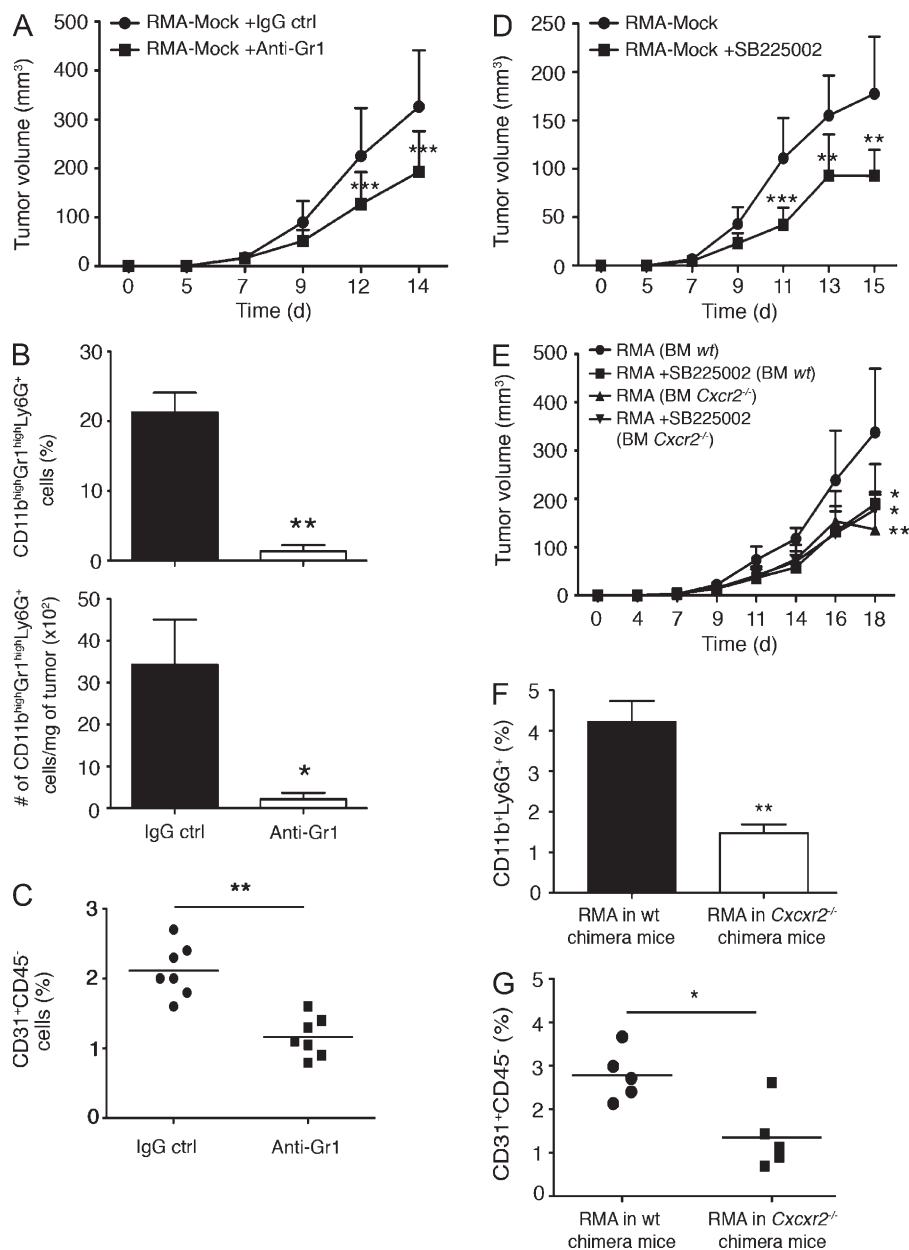 A
RMA-Mock +IgG ctrl
RMA-Mock +Anti-Gr1
Tumor volume (mm³)
500
400
300
200
100
0
***
***
0 5 7 9 12 14
Time (d)
B
CD11bʰⁱᵍʰGr1ʰⁱᵍʰLy6G⁺
cells (%)
30
20
10
0
**
# of CD11bʰⁱᵍʰGr1ʰⁱᵍʰLy6G⁺
cells/mg of tumor (x10²)
50
40
30
20
10
0
*
IgG ctrl Anti-Gr1
C
CD31⁺CD45⁻
cells (%)
3
2
1
0
**
IgG ctrl Anti-Gr1
D
RMA-Mock
RMA-Mock +SB225002
Tumor volume (mm³)
250
200
150
100
50
0
***
**
**
0 5 7 9 11 13 15
Time (d)
E
RMA (BM wt)
RMA +SB225002 (BM wt)
RMA (BM Cxcr2⁻/⁻)
RMA +SB225002
(BM Cxcr2⁻/⁻)
Tumor volume (mm³)
500
400
300
200
100
0
*
*
**
0 4 7 9 11 14 16 18
Time (d)
F
CD11b⁺Ly6G⁺ (%)
5
4
3
2
1
0
**
RMA in wt
chimera mice
RMA in Cxcxr2⁻/⁻
chimera mice
G
CD31⁺CD45⁻ (%)
5
4
3
2
1
0
*
RMA in wt
chimera mice
RMA in Cxcxr2⁻/⁻
chimera mice